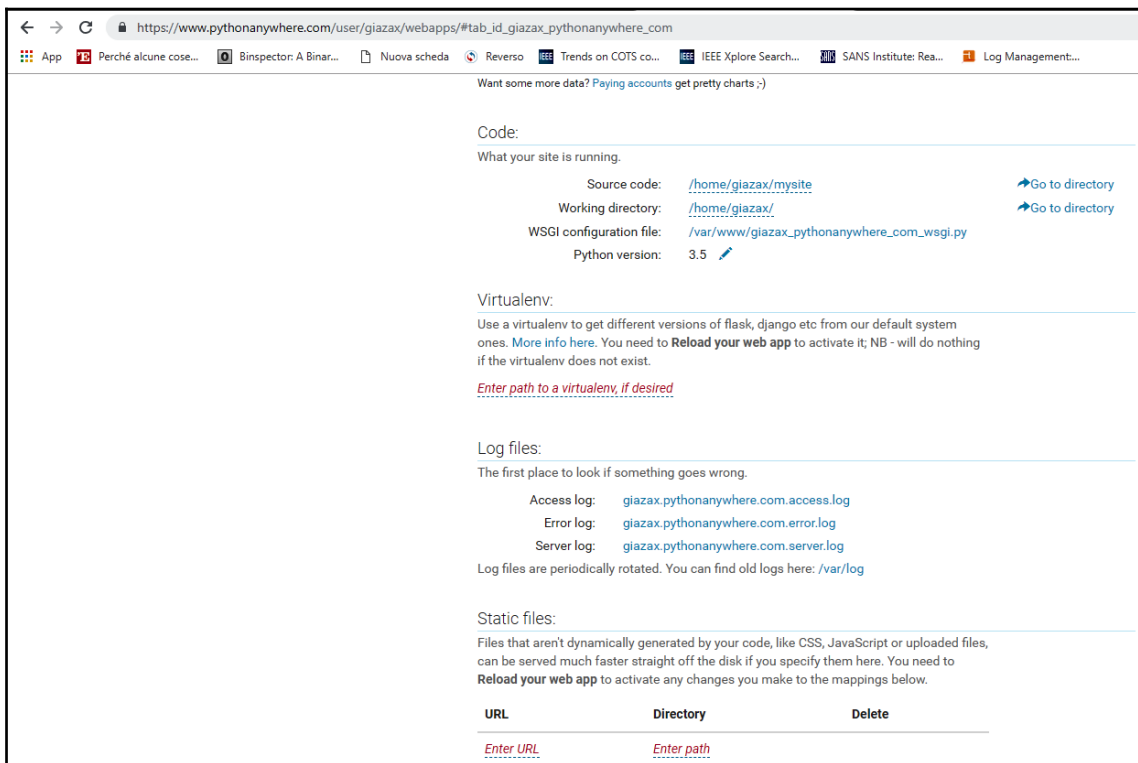 https://www.pythonanywhere.com/user/giazax/webapps/#tab_id_giazax_pythonanywhere_com
App Perché alcune cose... Binspector: A Binar... Nuova scheda Reverso IEEE Trends on COTS co... IEEE IEEE Xplore Search... SANS SANS Institute: Rea... Log Management:...
Want some more data? Paying accounts get pretty charts ;-)
Code:
What your site is running.
Source code: /home/giazax/mysite Go to directory
Working directory: /home/giazax/ Go to directory
WSGI configuration file: /var/www/giazax_pythonanywhere_com_wsgi.py
Python version: 3.5
Virtualenv:
Use a virtualenv to get different versions of flask, django etc from our default system
ones. More info here. You need to Reload your web app to activate it; NB - will do nothing
if the virtualenv does not exist.
Enter path to a virtualenv, if desired
Log files:
The first place to look if something goes wrong.
Access log: giazax.pythonanywhere.com.access.log
Error log: giazax.pythonanywhere.com.error.log
Server log: giazax.pythonanywhere.com.server.log
Log files are periodically rotated. You can find old logs here: /var/log
Static files:
Files that aren't dynamically generated by your code, like CSS, JavaScript or uploaded files,
can be served much faster straight off the disk if you specify them here. You need to
Reload your web app to activate any changes you make to the mappings below.
URL Directory Delete
Enter URL Enter path